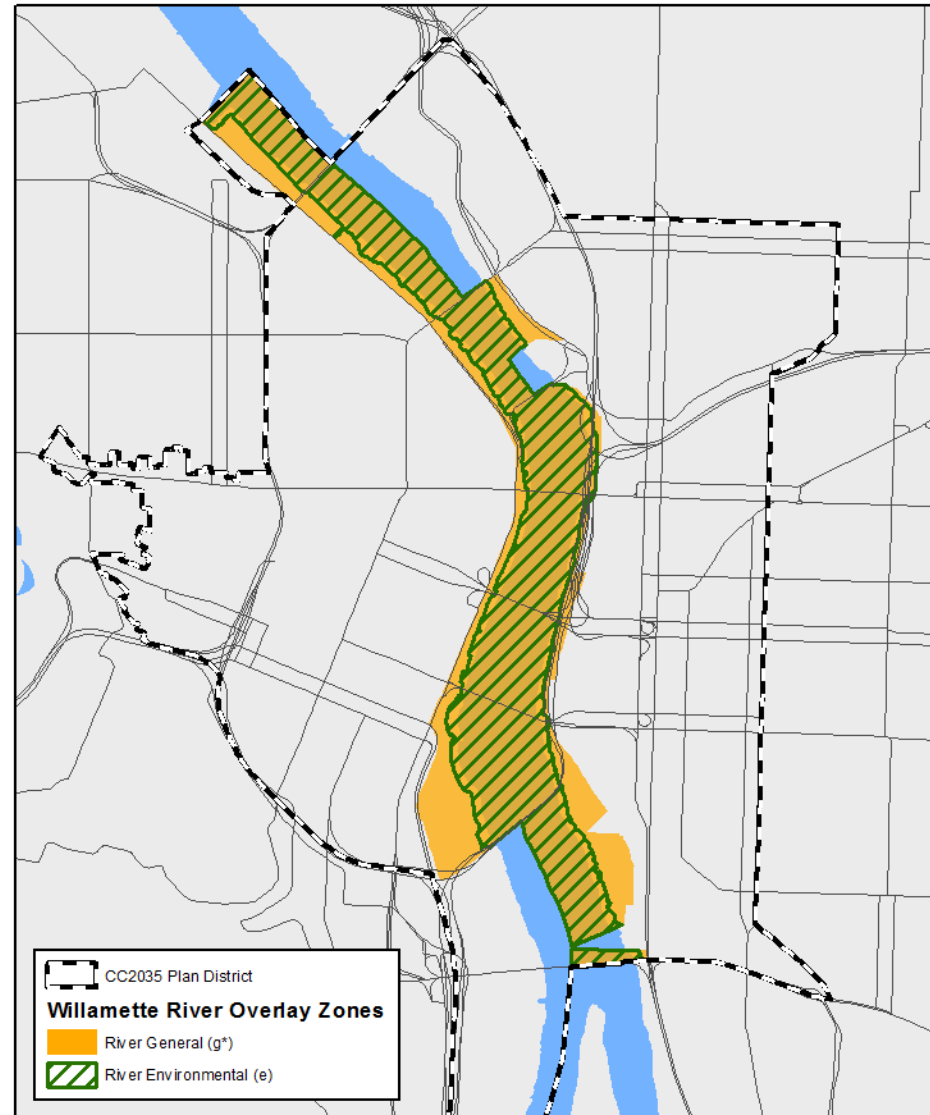 CC2035 Plan District
Willamette River Overlay Zones
River General (g*)
River Environmental (e)